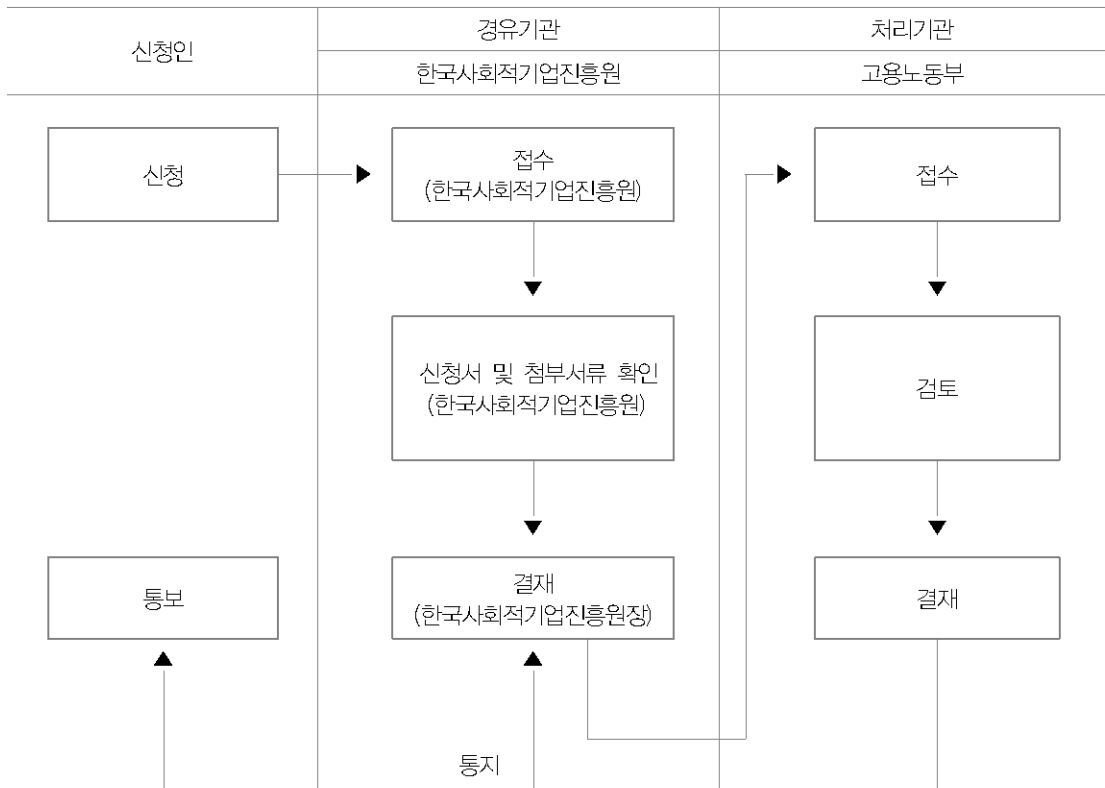 신청인
경유기관
처리기관
한국사회적기업진흥원
고용노동부
신청
접수
(한국사회적기업진흥원)
접수
신청서 및 첨부서류 확인
(한국사회적기업진흥원)
검토
통보
결재
(한국사회적기업진흥원장)
결재
통지